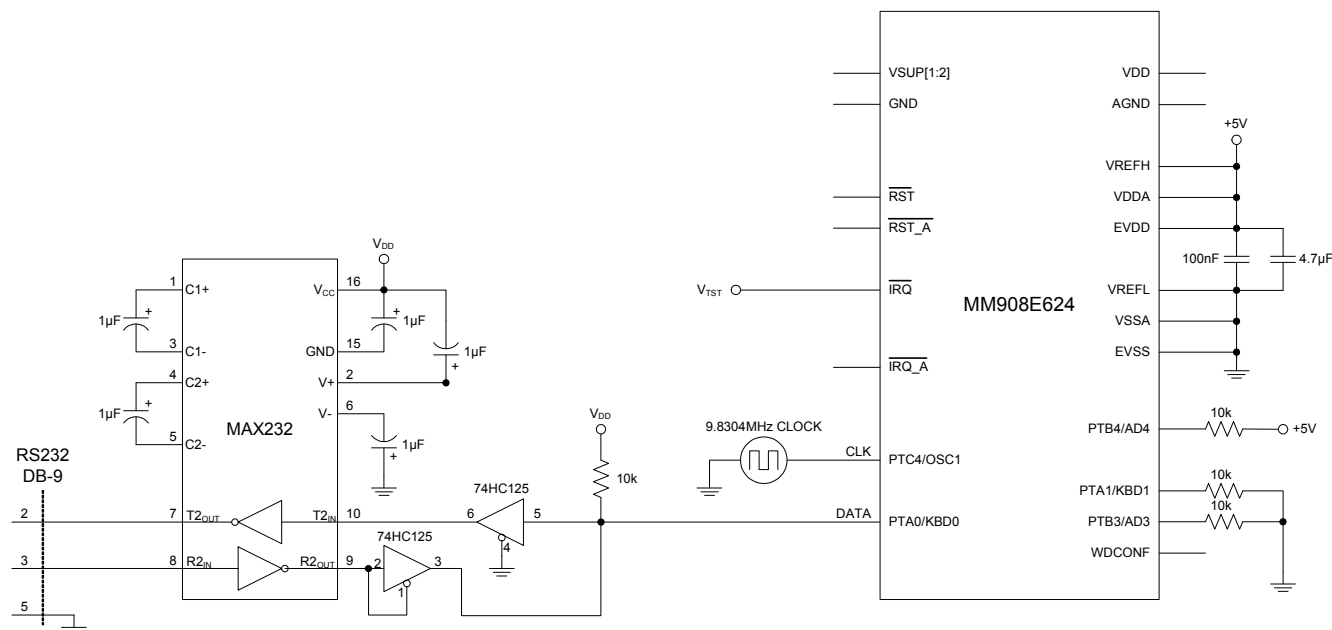 VSUP[1:2]
VDD
GND
AGND
+5V
VREFH
RST
VDDA
RST_A
EVDD
100nF
4.7µF
VTST
IRQ
VREFL
MM908E624
VSSA
EVSS
IRQ_A
VDD
1
C1+
VCC
16
1µF
+
+
1µF
3
C1-
GND
15
1µF
+
4
C2+
V+
2
1µF
+
V-
6
5
C2-
MAX232
1µF
+
RS232
DB-9
VDD
10k
9.8304MHz CLOCK
CLK
PTC4/OSC1
PTB4/AD4
10k
+5V
74HC125
2
7
T2OUT
T2IN
10
6
5
4
DATA
PTA0/KBD0
PTA1/KBD1
10k
10k
PTB3/AD3
74HC125
3
8
R2IN
R2OUT
9
2
3
1
WDCONF
5